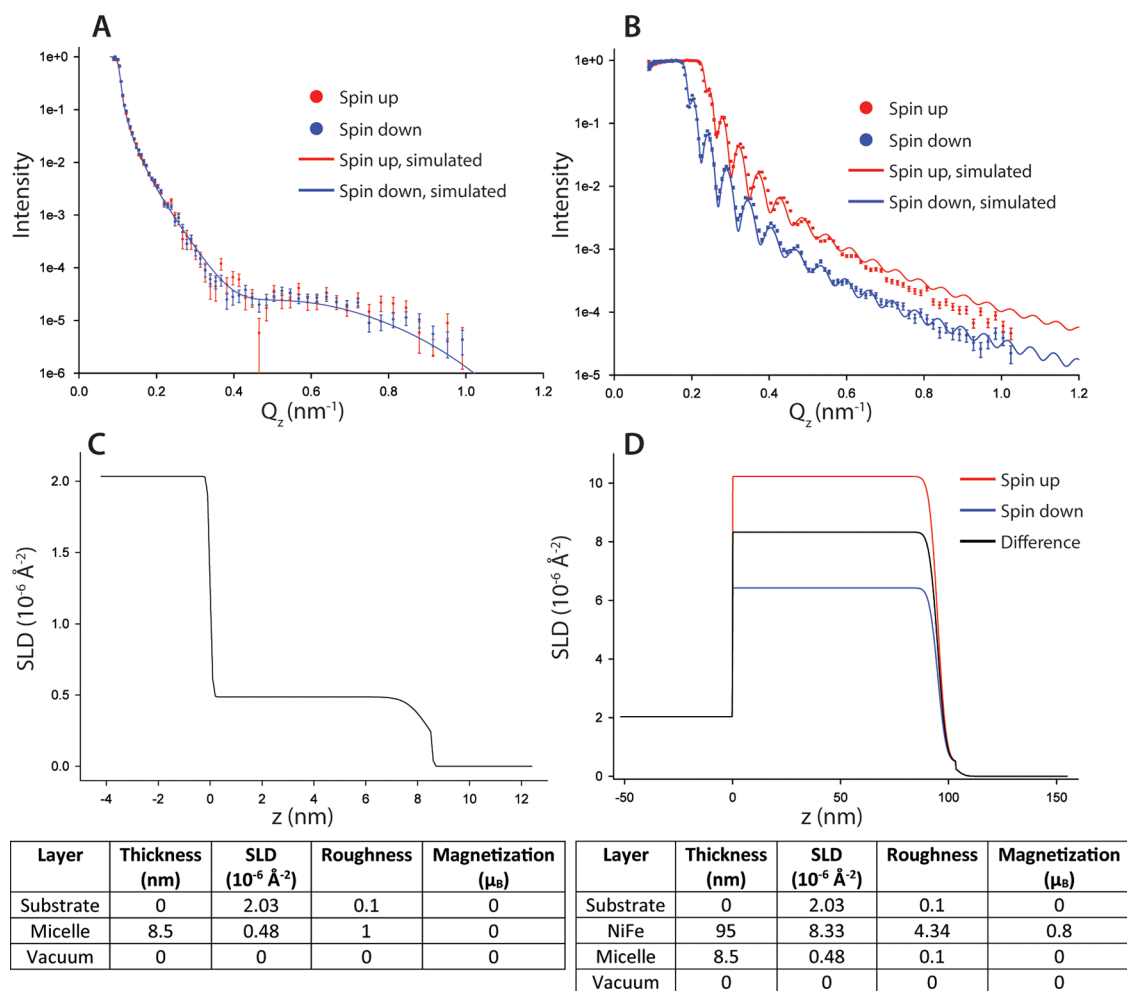 A
1e+0
1e-1
1e-2
1e-3
1e-4
1e-5
1e-6
Intensity
0.0 0.2 0.4 0.6 0.8 1.0 1.2
Qz (nm-1)
Spin up
Spin down
Spin up, simulated
Spin down, simulated
B
1e+0
1e-1
1e-2
1e-3
1e-4
1e-5
Intensity
0.0 0.2 0.4 0.6 0.8 1.0 1.2
Qz (nm-1)
Spin up
Spin down
Spin up, simulated
Spin down, simulated
C
2.0
1.5
1.0
0.5
0.0
SLD (10-6 Å-2)
-4 -2 0 2 4 6 8 10 12
z (nm)
D
10
8
6
4
2
0
SLD (10-6 Å-2)
-50 0 50 100 150
z (nm)
Spin up
Spin down
Difference
Layer Thickness (nm) SLD (10-6 Å-2) Roughness Magnetization (μB)
Substrate 0 2.03 0.1 0
Micelle 8.5 0.48 1 0
Vacuum 0 0 0 0
Layer Thickness (nm) SLD (10-6 Å-2) Roughness Magnetization (μB)
Substrate 0 2.03 0.1 0
NiFe 95 8.33 4.34 0.8
Micelle 8.5 0.48 0.1 0
Vacuum 0 0 0 0